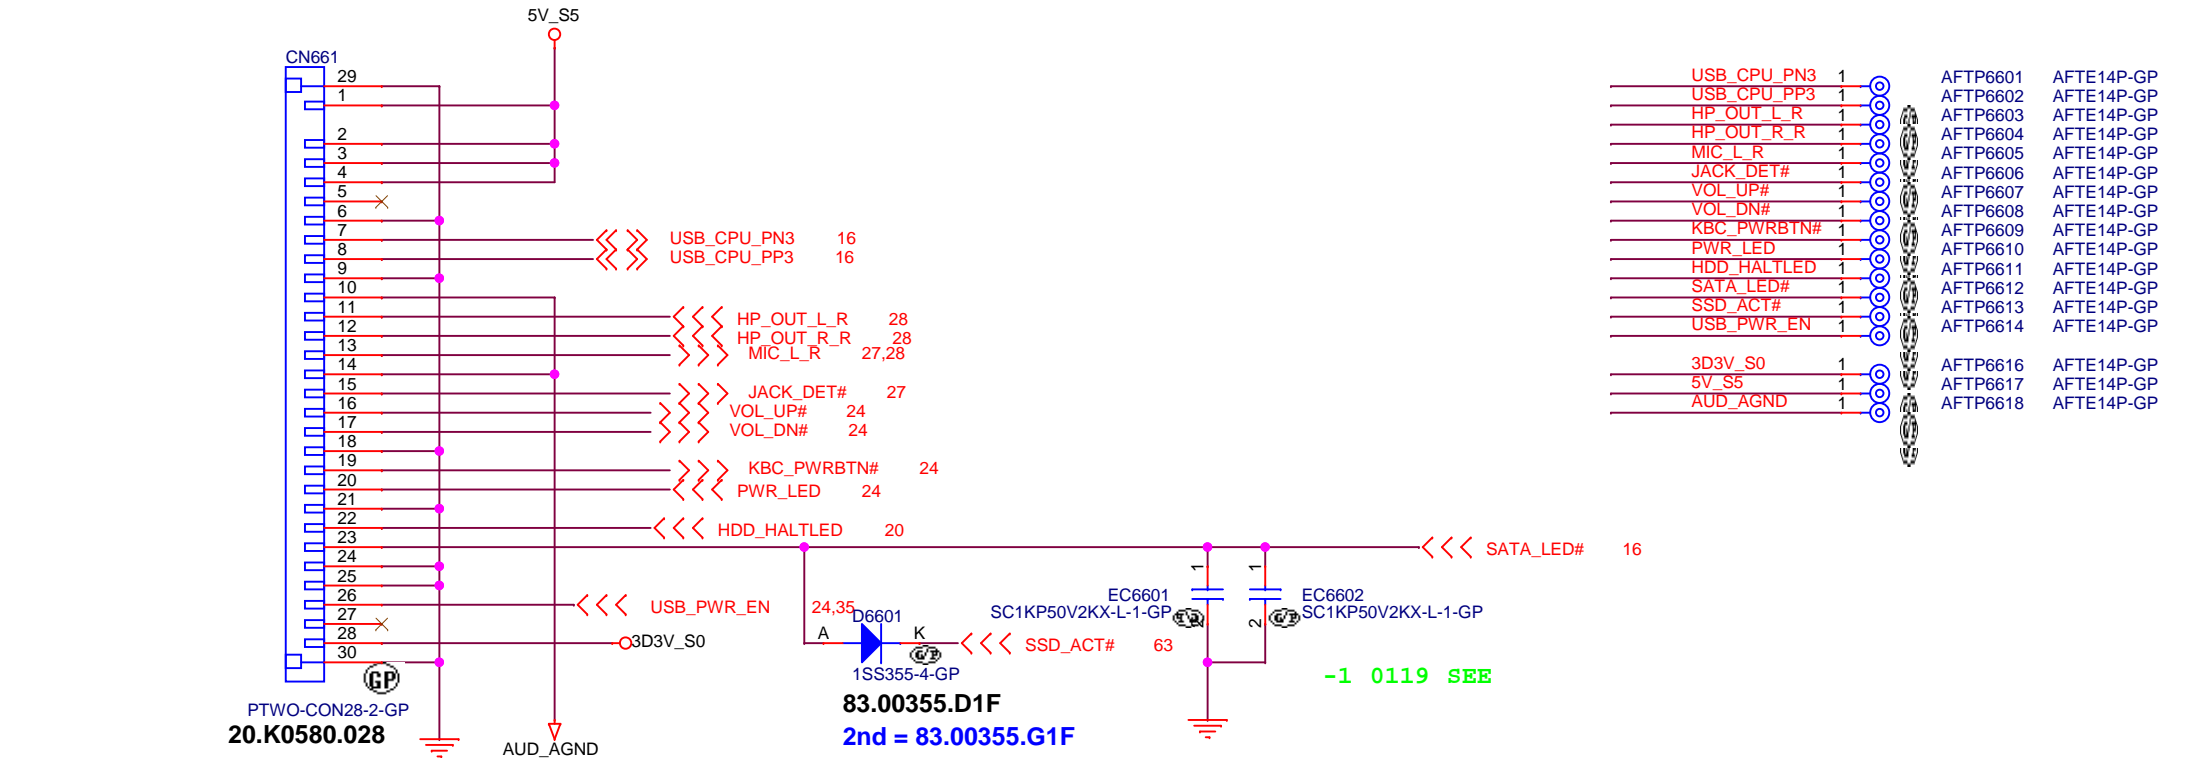 5V_S5
CN661
29
1
2
3
4
5
6
7 USB_CPU_PN3 16
8 USB_CPU_PP3 16
9
10
11 HP_OUT_L_R 28
12 HP_OUT_R_R 28
13 MIC_L_R 27,28
14
15 JACK_DET# 27
16 VOL_UP# 24
17 VOL_DN# 24
18
19 KBC_PWRBTN# 24
20 PWR_LED 24
21
22 HDD_HALTLED 20
23 SATA_LED# 16
24
25
26 USB_PWR_EN 24,35
27
28 3D3V_S0
30
GP
PTWO-CON28-2-GP
20.K0580.028
AUD_AGND
D6601
A K SSD_ACT# 63
1SS355-4-GP
83.00355.D1F
2nd = 83.00355.G1F
1 1
EC6601 EC6602
SC1KP50V2KX-L-1-GP SC1KP50V2KX-L-1-GP
2 2
-1 0119 SEE
USB_CPU_PN3 1 AFTP6601 AFTE14P-GP
USB_CPU_PP3 1 AFTP6602 AFTE14P-GP
HP_OUT_L_R 1 AFTP6603 AFTE14P-GP
HP_OUT_R_R 1 AFTP6604 AFTE14P-GP
MIC_L_R 1 AFTP6605 AFTE14P-GP
JACK_DET# 1 AFTP6606 AFTE14P-GP
VOL_UP# 1 AFTP6607 AFTE14P-GP
VOL_DN# 1 AFTP6608 AFTE14P-GP
KBC_PWRBTN# 1 AFTP6609 AFTE14P-GP
PWR_LED 1 AFTP6610 AFTE14P-GP
HDD_HALTLED 1 AFTP6611 AFTE14P-GP
SATA_LED# 1 AFTP6612 AFTE14P-GP
SSD_ACT# 1 AFTP6613 AFTE14P-GP
USB_PWR_EN 1 AFTP6614 AFTE14P-GP
3D3V_S0 1 AFTP6616 AFTE14P-GP
5V_S5 1 AFTP6617 AFTE14P-GP
AUD_AGND 1 AFTP6618 AFTE14P-GP